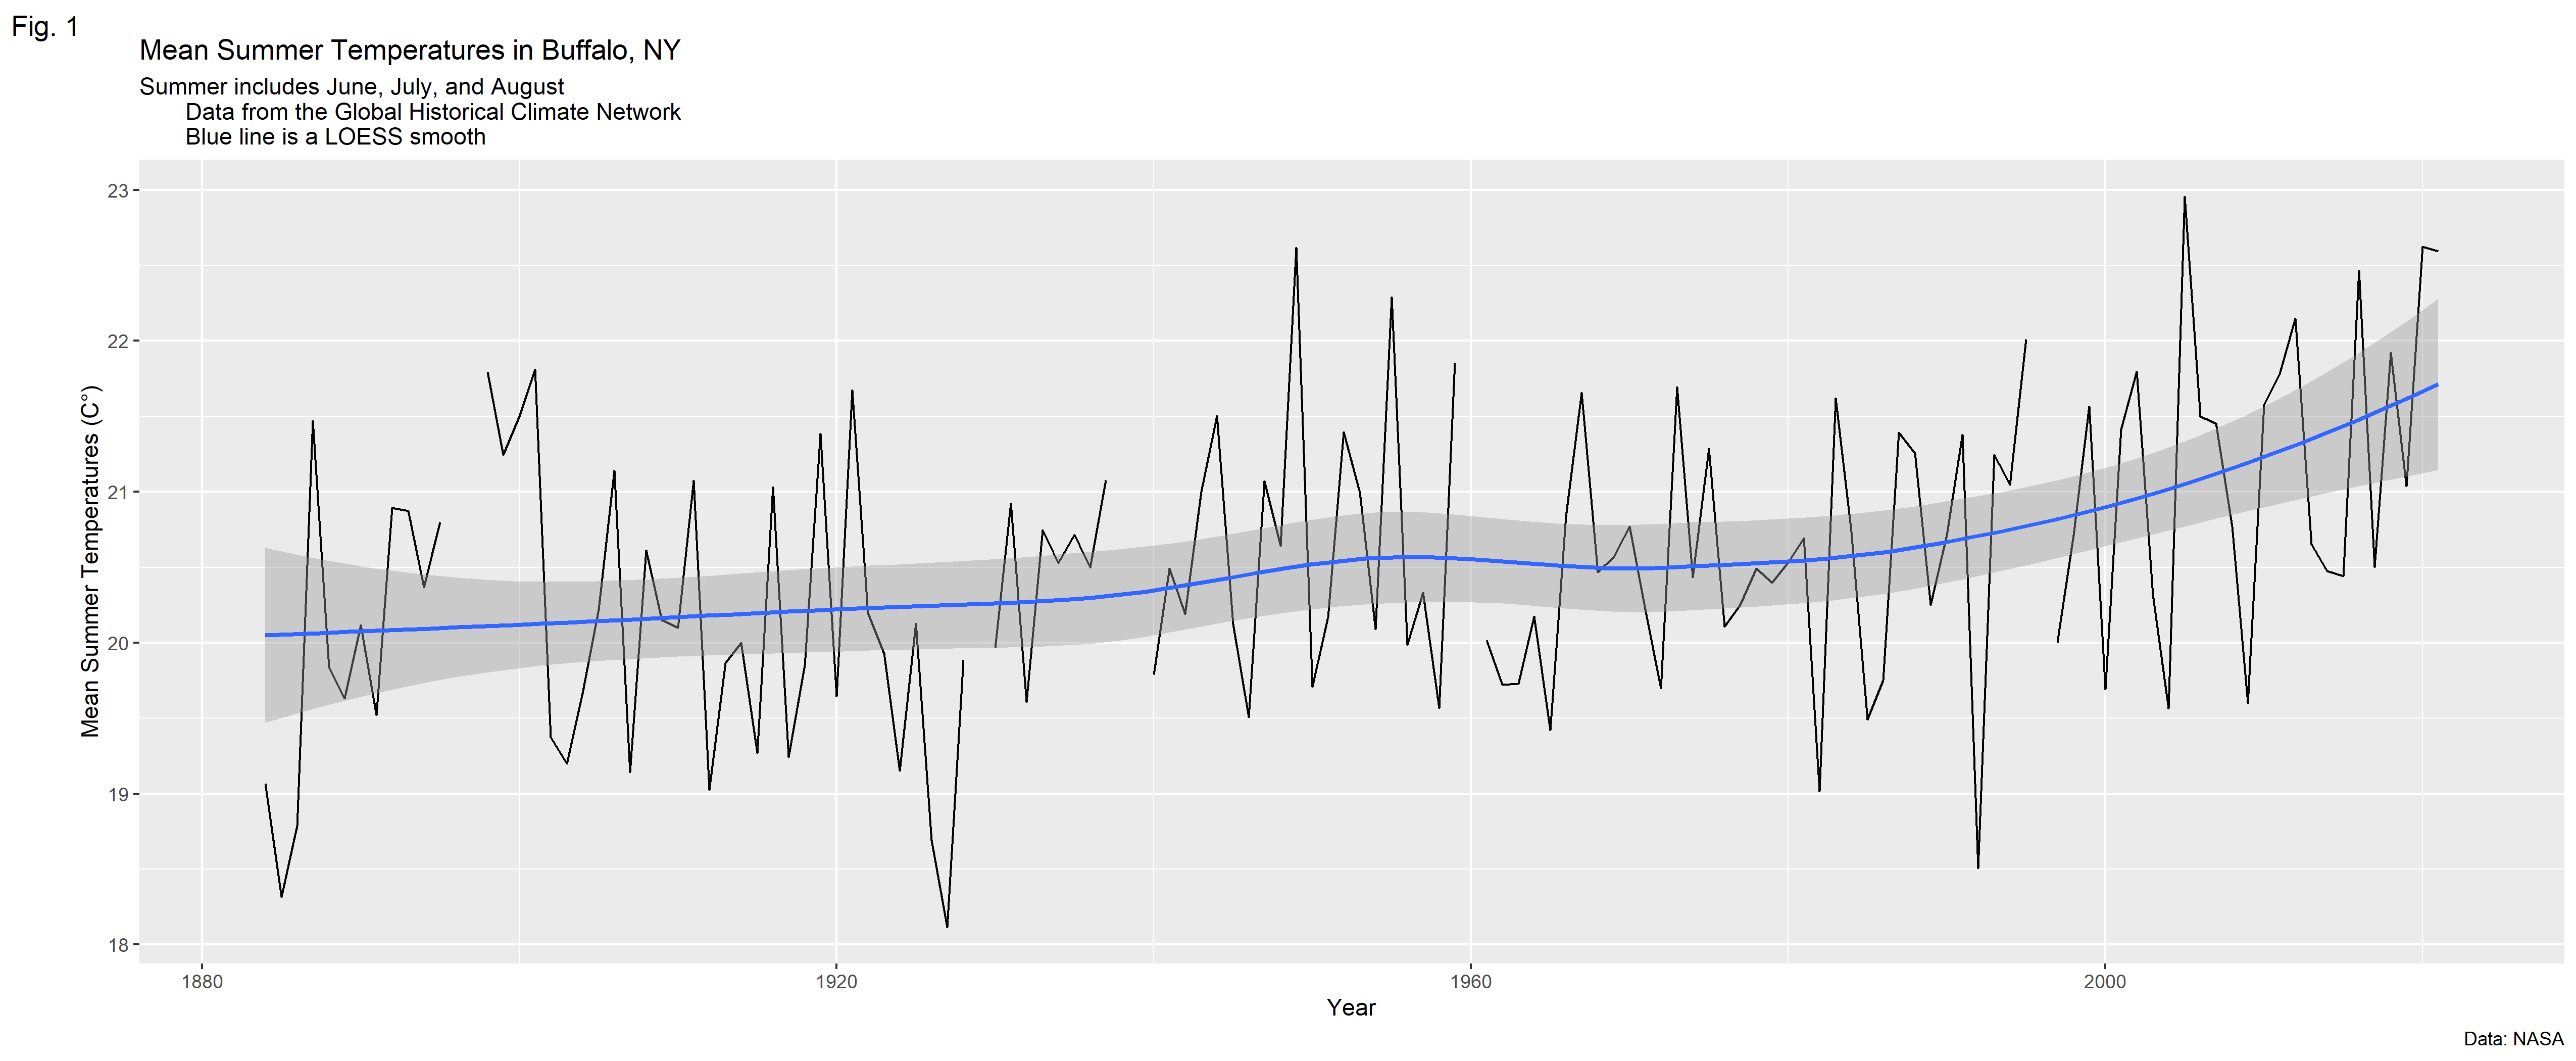 Fig. 1
Mean Summer Temperatures in Buffalo, NY
Summer includes June, July, and August
Data from the Global Historical Climate Network
Blue line is a LOESS smooth
Mean Summer Temperatures (C°)
23
22
21
20
19
18
1880
1920
1960
2000
Year
Data: NASA